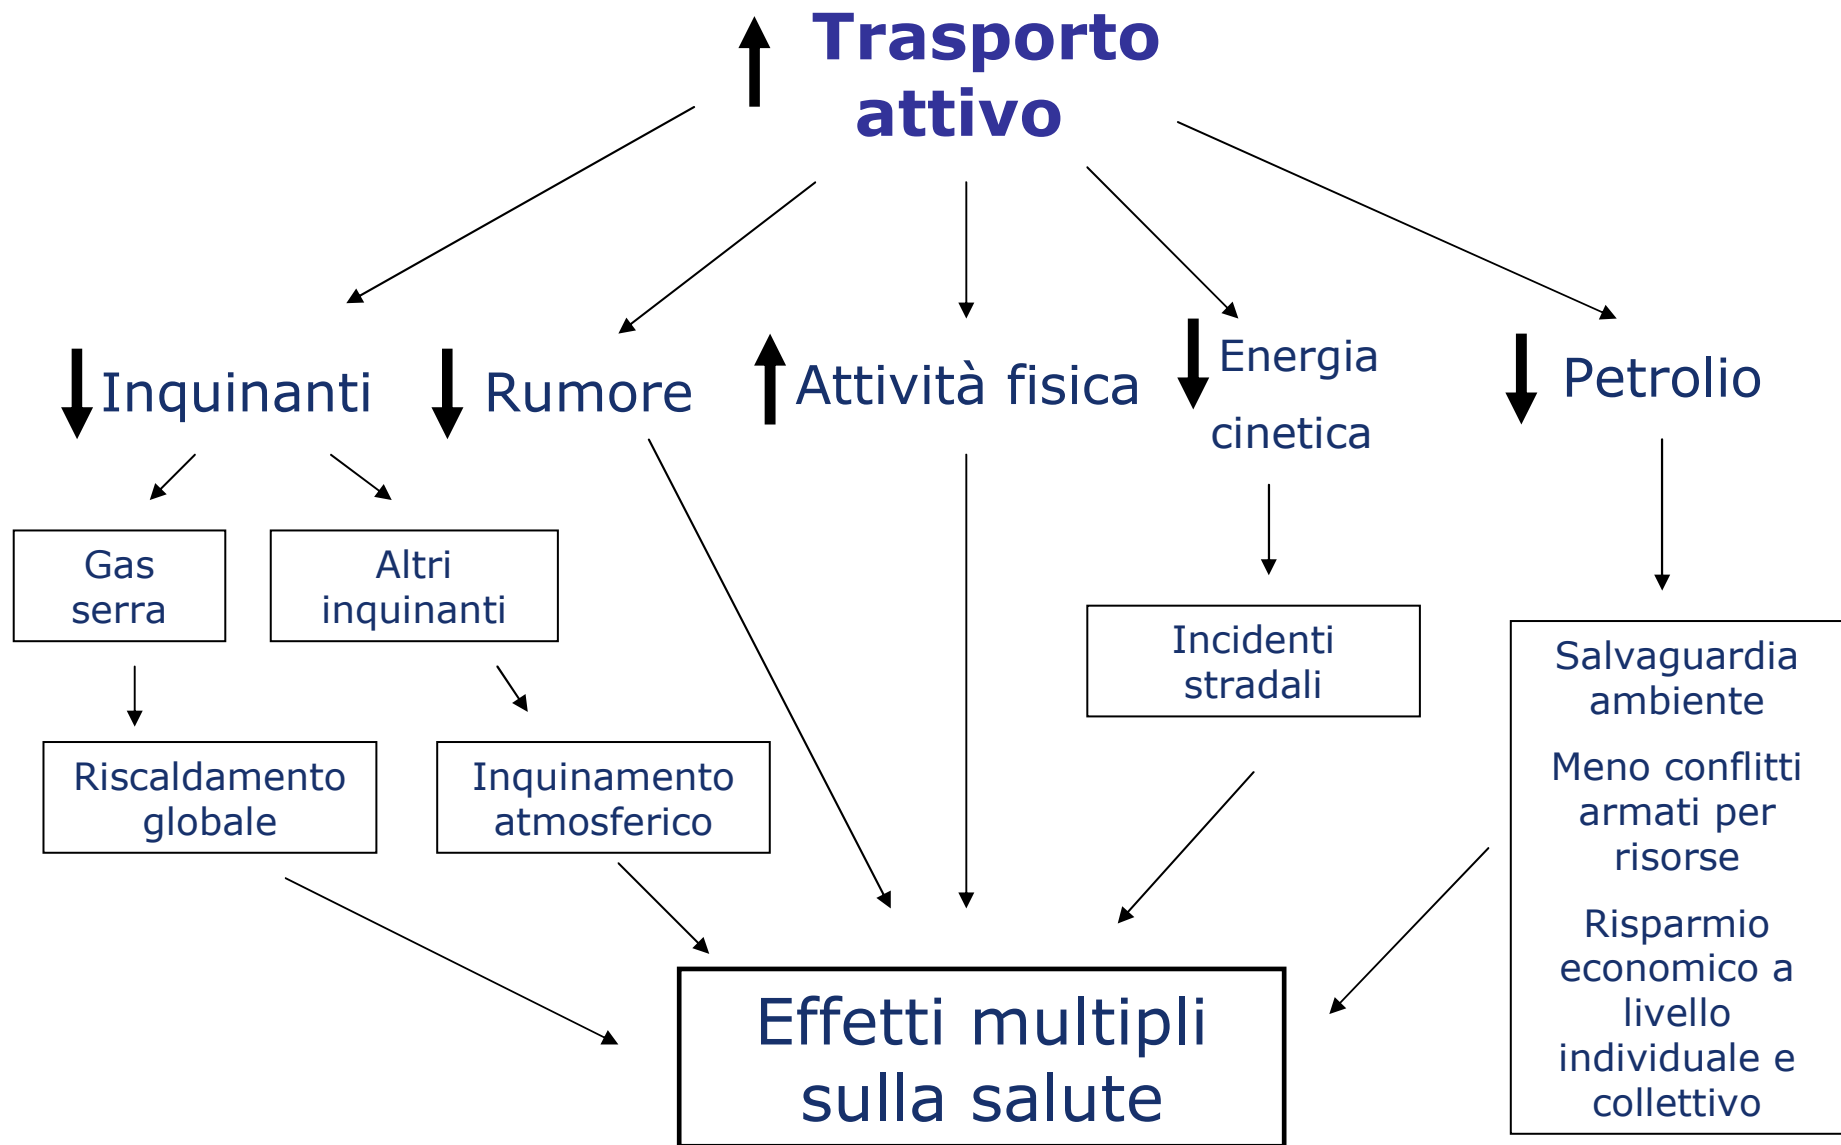 Trasporto
attivo
Inquinanti
Rumore
Attività fisica
Energia
cinetica
Petrolio
Gas
serra
Altri
inquinanti
Incidenti
stradali
Salvaguardia
ambiente
Meno conflitti
armati per
risorse
Risparmio
economico a
livello
individuale e
collettivo
Riscaldamento
globale
Inquinamento
atmosferico
Effetti multipli
sulla salute